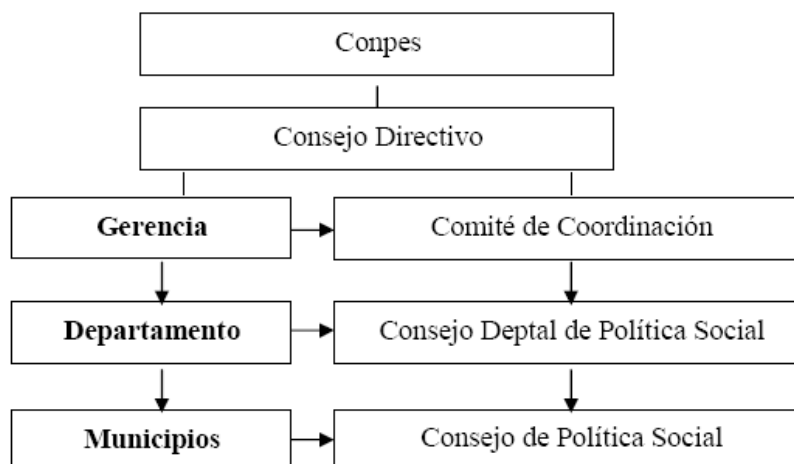 Conpes
Consejo Directivo
Gerencia
Comité de Coordinación
Departamento
Consejo Deptal de Política Social
Municipios
Consejo de Política Social